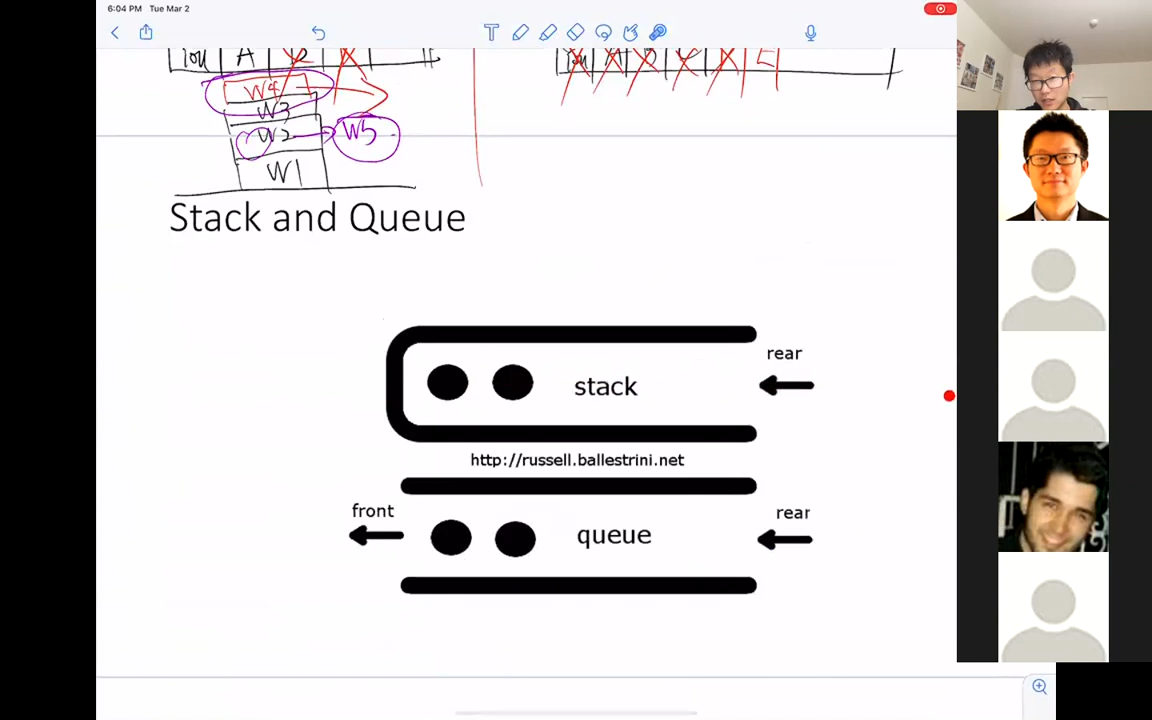 6:04 PM Tue Mar 2
You A
W4
W3
W2 W5
W1
Stack and Queue
rear
stack
http://russell.ballestrini.net
front
rear
queue